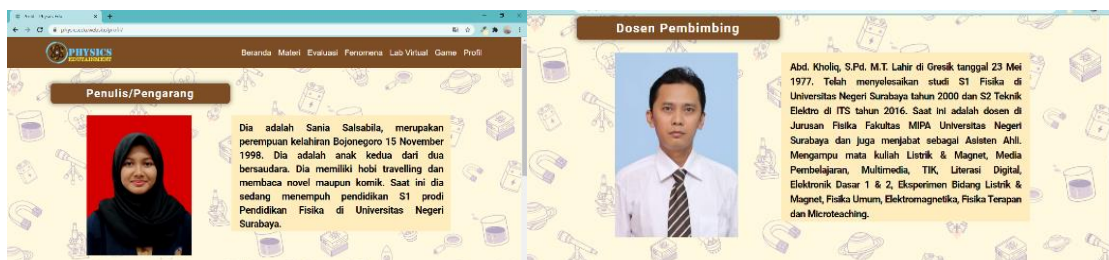 PHYSICS
EDUTAINMENT
Beranda Materi Evaluasi Fenomena Lab Virtual Game Profil
Penulis/Pengarang
Dia adalah Sania Salsabila, merupakan
perempuan kelahiran Bojonegoro 15 November
1998. Dia adalah anak kedua dari dua
bersaudara. Dia memiliki hobi travelling dan
membaca novel maupun komik. Saat ini dia
sedang menempuh pendidikan S1 prodi
Pendidikan Fisika di Universitas Negeri
Surabaya.
Dosen Pembimbing
Abd. Kholiq, S.Pd. M.T. Lahir di Gresik tanggal 23 Mei
1977. Telah menyelesaikan studi S1 Fisika di
Universitas Negeri Surabaya tahun 2000 dan S2 Teknik
Elektro di ITS tahun 2016. Saat ini adalah dosen di
Jurusan Fisika Fakultas MIPA Universitas Negeri
Surabaya dan juga menjabat sebagai Asisten Ahli.
Mengampu mata kuliah Listrik & Magnet, Media
Pembelajaran, Multimedia, TIK, Literasi Digital,
Elektronik Dasar 1 & 2, Eksperimen Bidang Listrik &
Magnet, Fisika Umum, Elektromagnetika, Fisika Terapan
dan Microteaching.